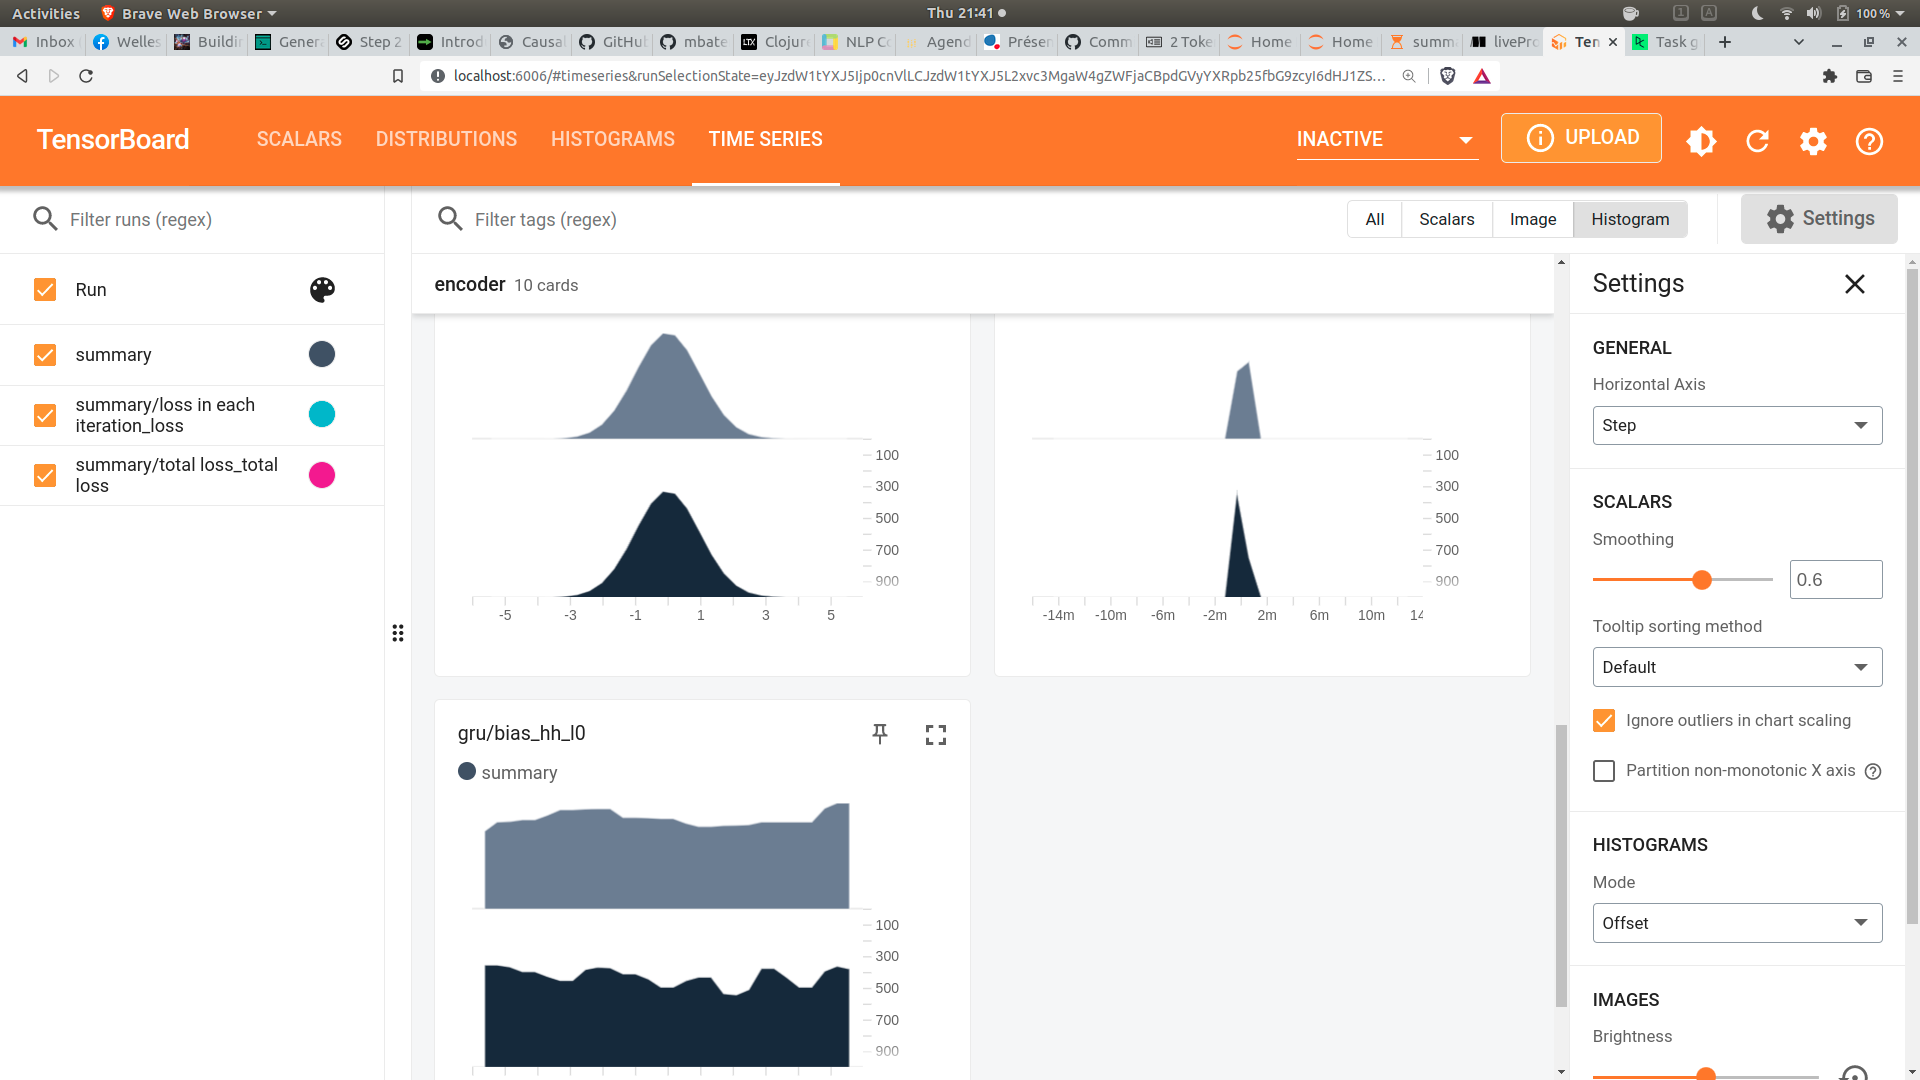 Activities Brave Web Browser Thu 21:41 1 A 100%
Inbox Welles Buildin Genera Step 2 Introd Causal GitHub mbate Clojure NLP Co Agend Présen Comm 2 Toke Home Home summa livePro Ten Task g
localhost:6006/#timeseries&runSelectionState=eyJzdW1tYXJ5Ijp0cnVlLCJzdW1tYXJ5L2xvc3MgaW4gZWFjaCBpdGVyYXRpb25fbG9zcyI6dHJ1ZS...
TensorBoard SCALARS DISTRIBUTIONS HISTOGRAMS TIME SERIES INACTIVE UPLOAD
Filter runs (regex)
Filter tags (regex)
All Scalars Image Histogram Settings
Run
summary
summary/loss in each
iteration_loss
summary/total loss_total
loss
encoder 10 cards
100
300
500
700
900
-5 -3 -1 1 3 5
100
300
500
700
900
-14m -10m -6m -2m 2m 6m 10m 14
gru/bias_hh_l0
summary
100
300
500
700
900
Settings
GENERAL
Horizontal Axis
Step
SCALARS
Smoothing
0.6
Tooltip sorting method
Default
Ignore outliers in chart scaling
Partition non-monotonic X axis
HISTOGRAMS
Mode
Offset
IMAGES
Brightness